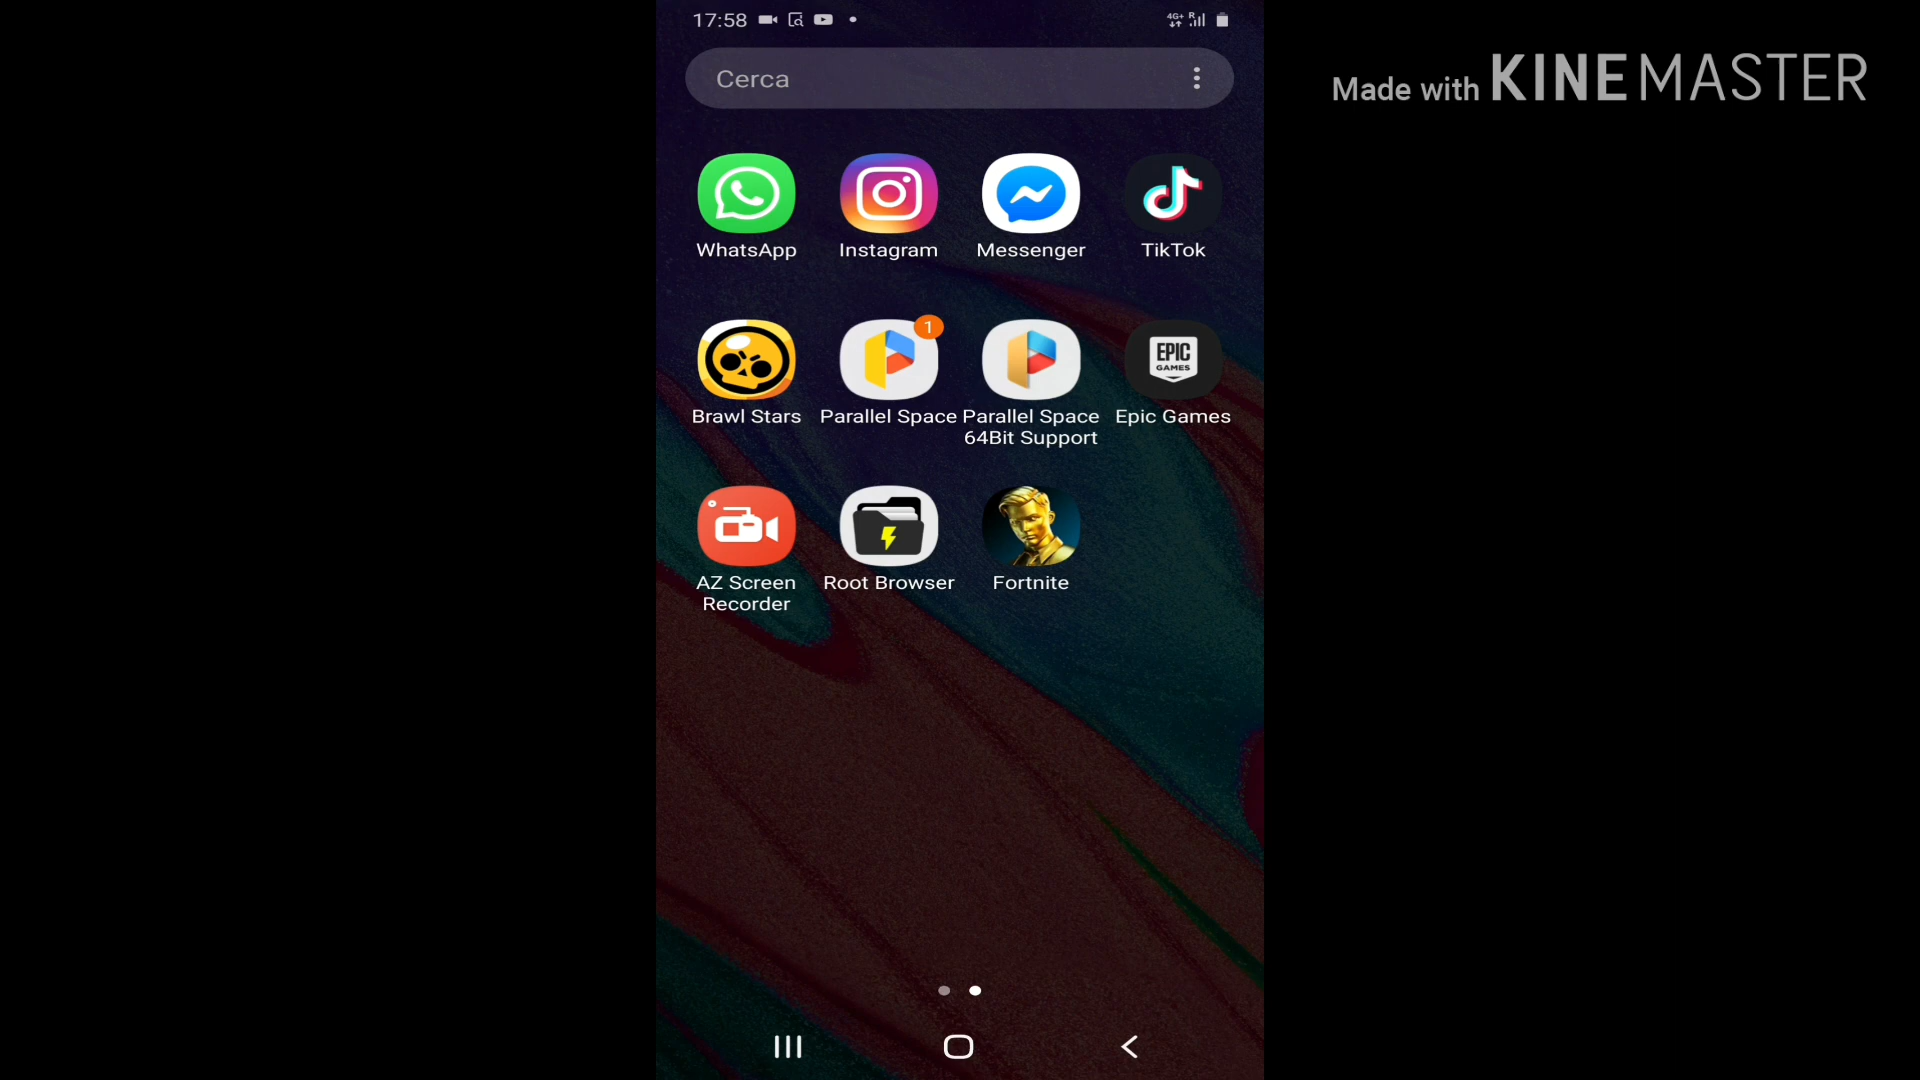 17:58
4G+ R
Made with KINEMASTER
Cerca
WhatsApp Instagram Messenger TikTok
1
EPIC
GAMES
Brawl Stars Parallel Space Parallel Space Epic Games
64Bit Support
AZ Screen Root Browser Fortnite
Recorder